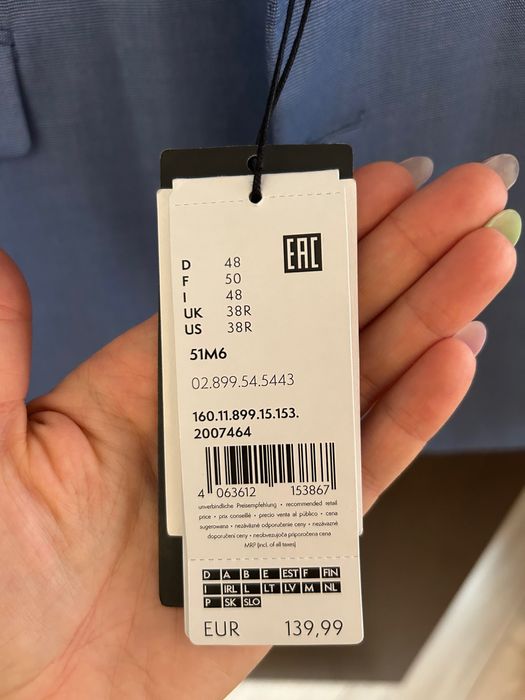 EAC
D 48
F 50
I 48
UK 38R
US 38R
51M6
02.899.54.5443
160.11.899.15.153.
2007464
4 063612 153867
unverbindliche Preisempfehlung • recommended retail
price • prix conseillé • precio venta al público • cena
sugerowana • nezávázné odporučenie ceny • nezávazné
doporučení ceny • neobvezujoča priporočena cena
MRP (incl. of all taxes)
D A B E EST F FIN
I IRL L LT LV M NL
P SK SLO
EUR 139,99